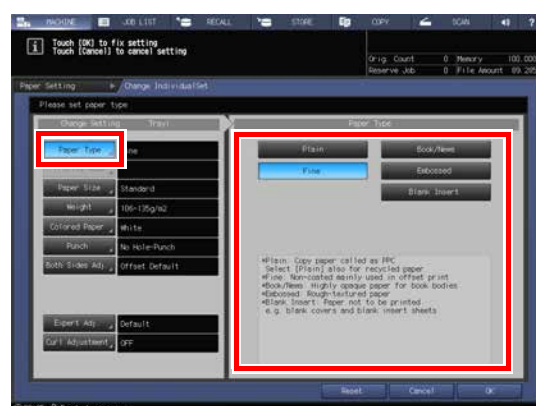 MACHINE JOB LIST RECALL STORE COPY SCAN ?
Touch [OK] to fix setting
Touch [Cancel] to cancel setting
Orig. Count 0 Memory 100.000
Reserve Job 0 File Amount 89.285
Paper Setting Change IndividualSet
Please set paper type
Change Setting Tray1
Paper Type
Paper Type Fine
Plain Book/News
Fine Embossed
Blank Insert
Paper Size Standard
Weight 106-135g/m2
Colored Paper White
Punch No Hole-Punch
Both Sides Adj. Offset Default
*Plain: Copy paper called as PPC
Select [Plain] also for recycled paper
*Fine: Non-coated mainly used in offset print
*Book/News: Highly opaque paper for book bodies
*Embossed: Rough-textured paper
*Blank Insert: Paper not to be printed
e.g. blank covers and blank insert sheets
Expert Adj. Default
Curl Adjustment OFF
Reset Cancel OK